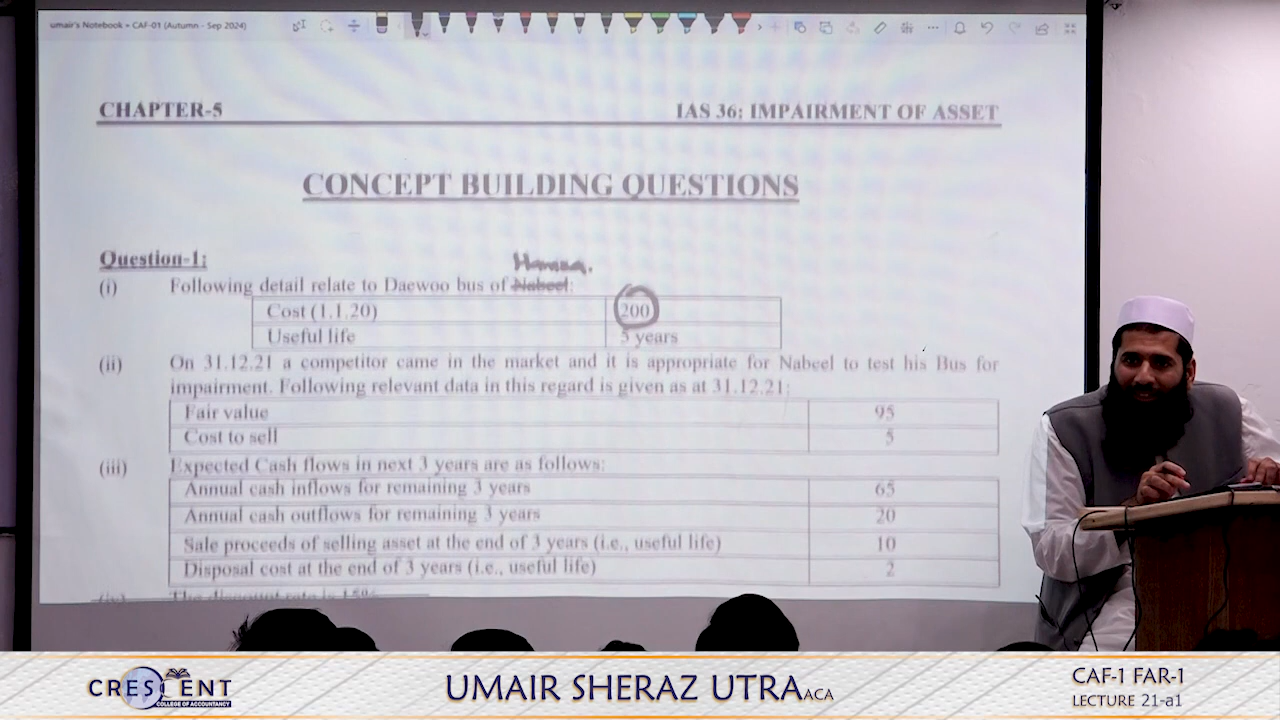 umair's Notebook » CAF-01 (Autumn - Sep 2024)
CHAPTER-5 IAS 36: IMPAIRMENT OF ASSET
CONCEPT BUILDING QUESTIONS
Question-1:
Hamza.
(i) Following detail relate to Daewoo bus of Nabeel:
Cost (1.1.20) 200
Useful life 5 years
(ii) On 31.12.21 a competitor came in the market and it is appropriate for Nabeel to test his Bus for
impairment. Following relevant data in this regard is given as at 31.12.21:
Fair value 95
Cost to sell 5
(iii) Expected Cash flows in next 3 years are as follows:
Annual cash inflows for remaining 3 years 65
Annual cash outflows for remaining 3 years 20
Sale proceeds of selling asset at the end of 3 years (i.e., useful life) 10
Disposal cost at the end of 3 years (i.e., useful life) 2
(iv) The discount rate is 15%
CRESCENT
COLLEGE OF ACCOUNTANCY
UMAIR SHERAZ UTRA ACA
CAF-1 FAR-1
LECTURE 21-a1